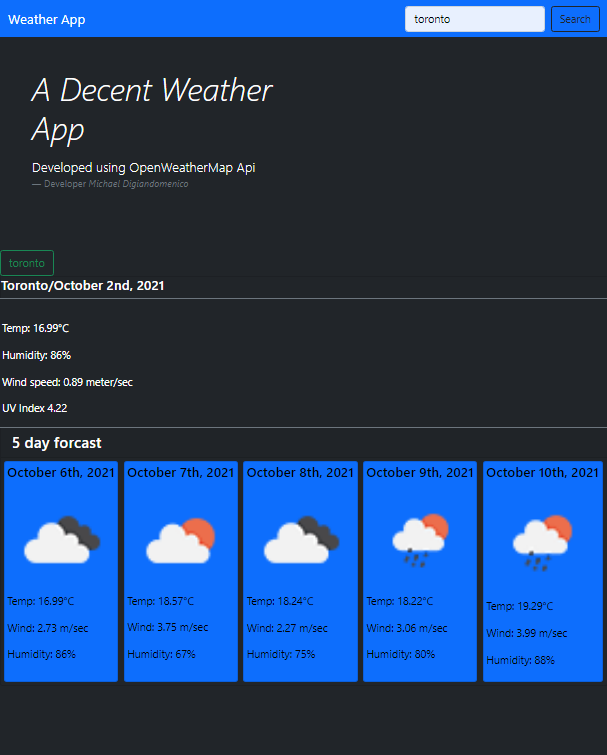 Weather App
toronto
Search
A Decent Weather
App
Developed using OpenWeatherMap Api
— Developer Michael Digiandomenico
toronto
Toronto/October 2nd, 2021
Temp: 16.99°C
Humidity: 86%
Wind speed: 0.89 meter/sec
UV Index 4.22
5 day forcast
October 6th, 2021
Temp: 16.99°C
Wind: 2.73 m/sec
Humidity: 86%
October 7th, 2021
Temp: 18.57°C
Wind: 3.75 m/sec
Humidity: 67%
October 8th, 2021
Temp: 18.24°C
Wind: 2.27 m/sec
Humidity: 75%
October 9th, 2021
Temp: 18.22°C
Wind: 3.06 m/sec
Humidity: 80%
October 10th, 2021
Temp: 19.29°C
Wind: 3.99 m/sec
Humidity: 88%